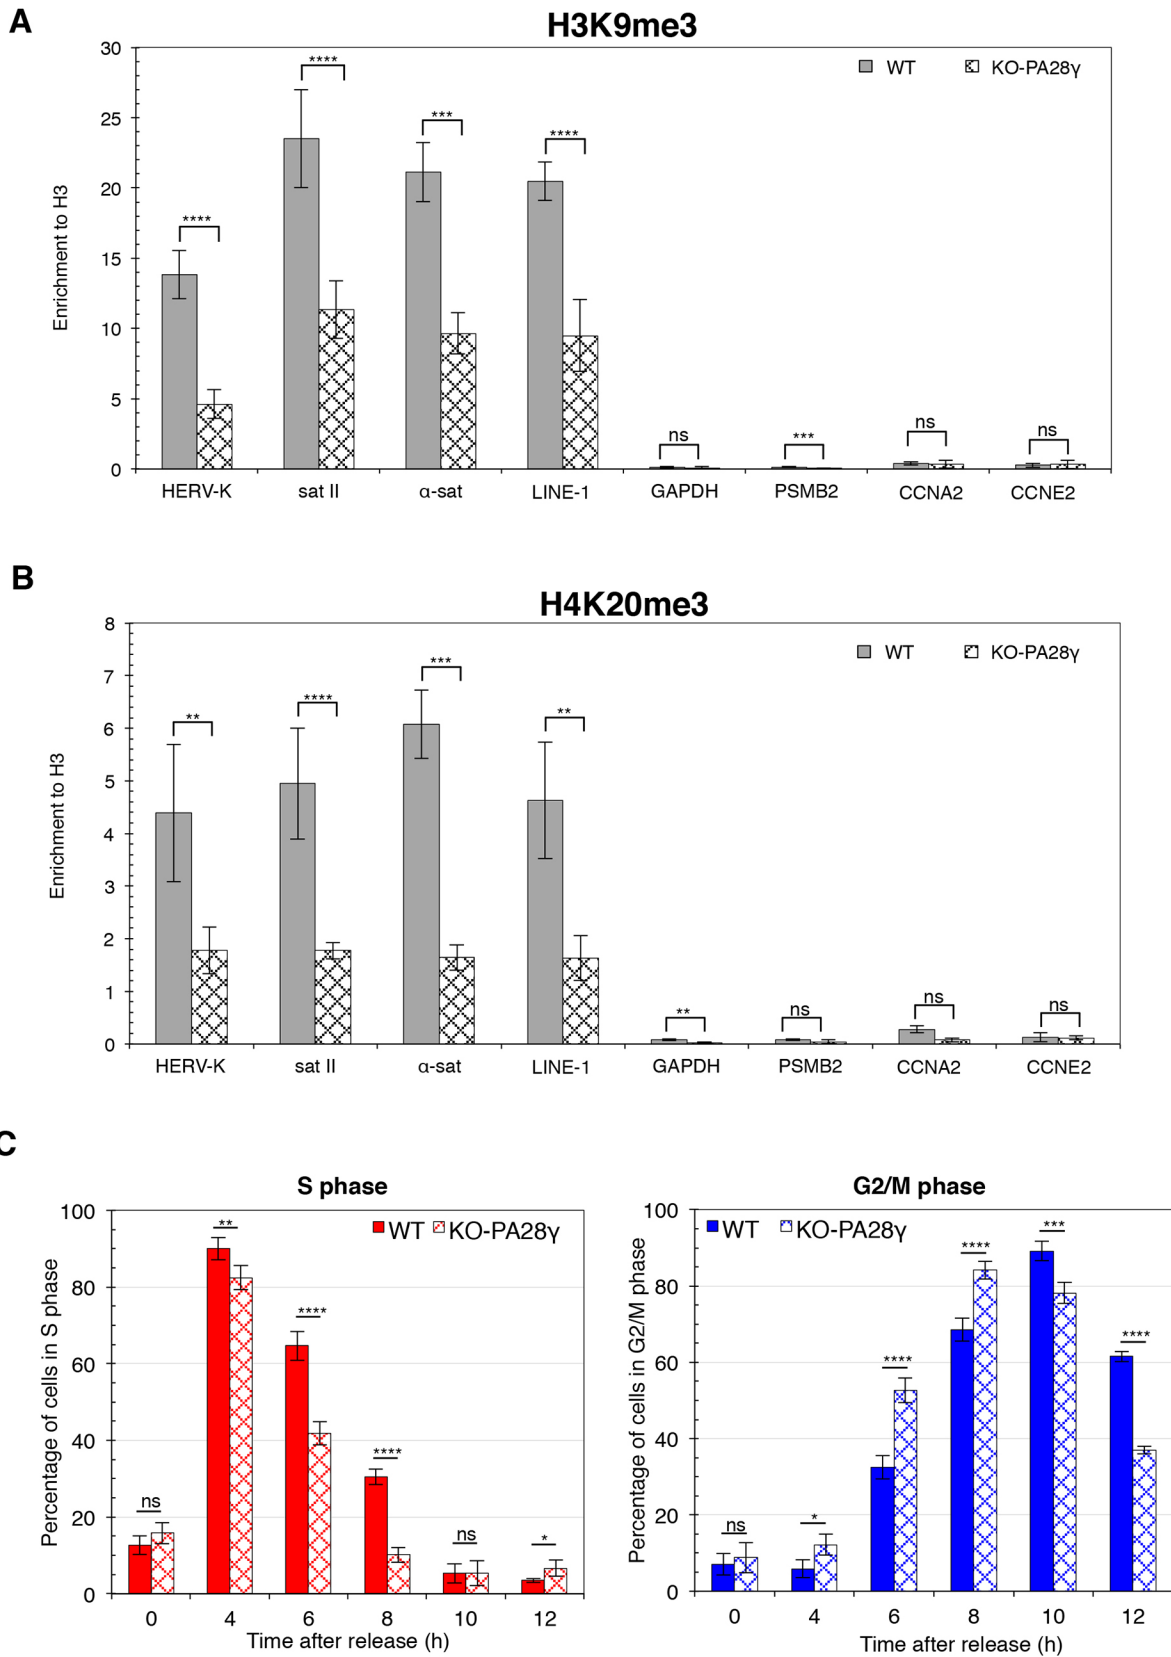 A
H3K9me3
30
25
20
15
10
5
0
Enrichment to H3
WT
KO-PA28γ
****
****
***
****
ns
***
ns
ns
HERV-K
sat II
α-sat
LINE-1
GAPDH
PSMB2
CCNA2
CCNE2
B
H4K20me3
8
7
6
5
4
3
2
1
0
Enrichment to H3
WT
KO-PA28γ
**
****
***
**
**
ns
ns
ns
HERV-K
sat II
α-sat
LINE-1
GAPDH
PSMB2
CCNA2
CCNE2
C
S phase
100
80
60
40
20
0
Percentage of cells in S phase
WT
KO-PA28γ
ns
**
****
****
ns
*
0 4 6 8 10 12
Time after release (h)
G2/M phase
100
80
60
40
20
0
Percentage of cells in G2/M phase
WT
KO-PA28γ
ns
*
****
****
***
****
0 4 6 8 10 12
Time after release (h)